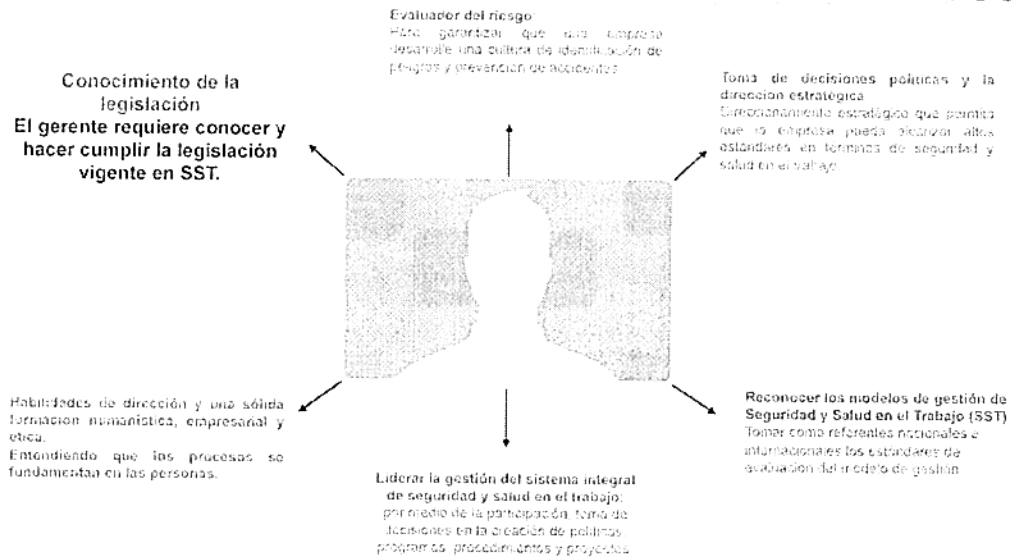 Evaluador del riesgo:
Para garantizar que una empresa
desarrolle una cultura de identificación de
peligros y prevención de accidentes.
Conocimiento de la
legislación
El gerente requiere conocer y
hacer cumplir la legislación
vigente en SST.
Toma de decisiones políticas y la
dirección estratégica
Direccionamiento estratégico que permita
que la empresa pueda alcanzar altos
estándares en términos de seguridad y
salud en el trabajo.
Habilidades de dirección y una sólida
formación humanística, empresarial y
ética.
Entendiendo que los procesos se
fundamentan en las personas.
Liderar la gestión del sistema integral
de seguridad y salud en el trabajo:
por medio de la participación, toma de
decisiones en la creación de políticas,
programas, procedimientos y proyectos
Reconocer los modelos de gestión de
Seguridad y Salud en el Trabajo (SST)
Tomar como referentes nacionales e
internacionales los estándares de
evaluación del modelo de gestión